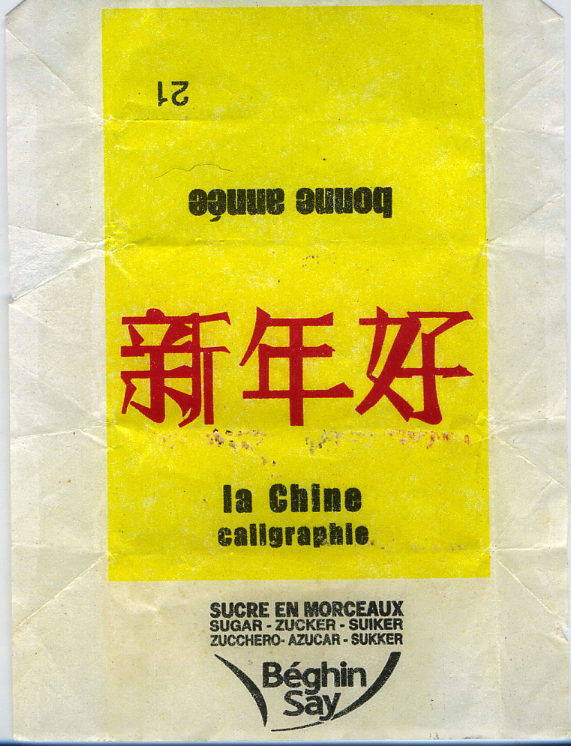 21
bonne année
新年好
la Chine
caligraphie
SUCRE EN MORCEAUX
SUGAR - ZUCKER - SUIKER
ZUCCHERO- AZUCAR - SUKKER
Béghin
Say